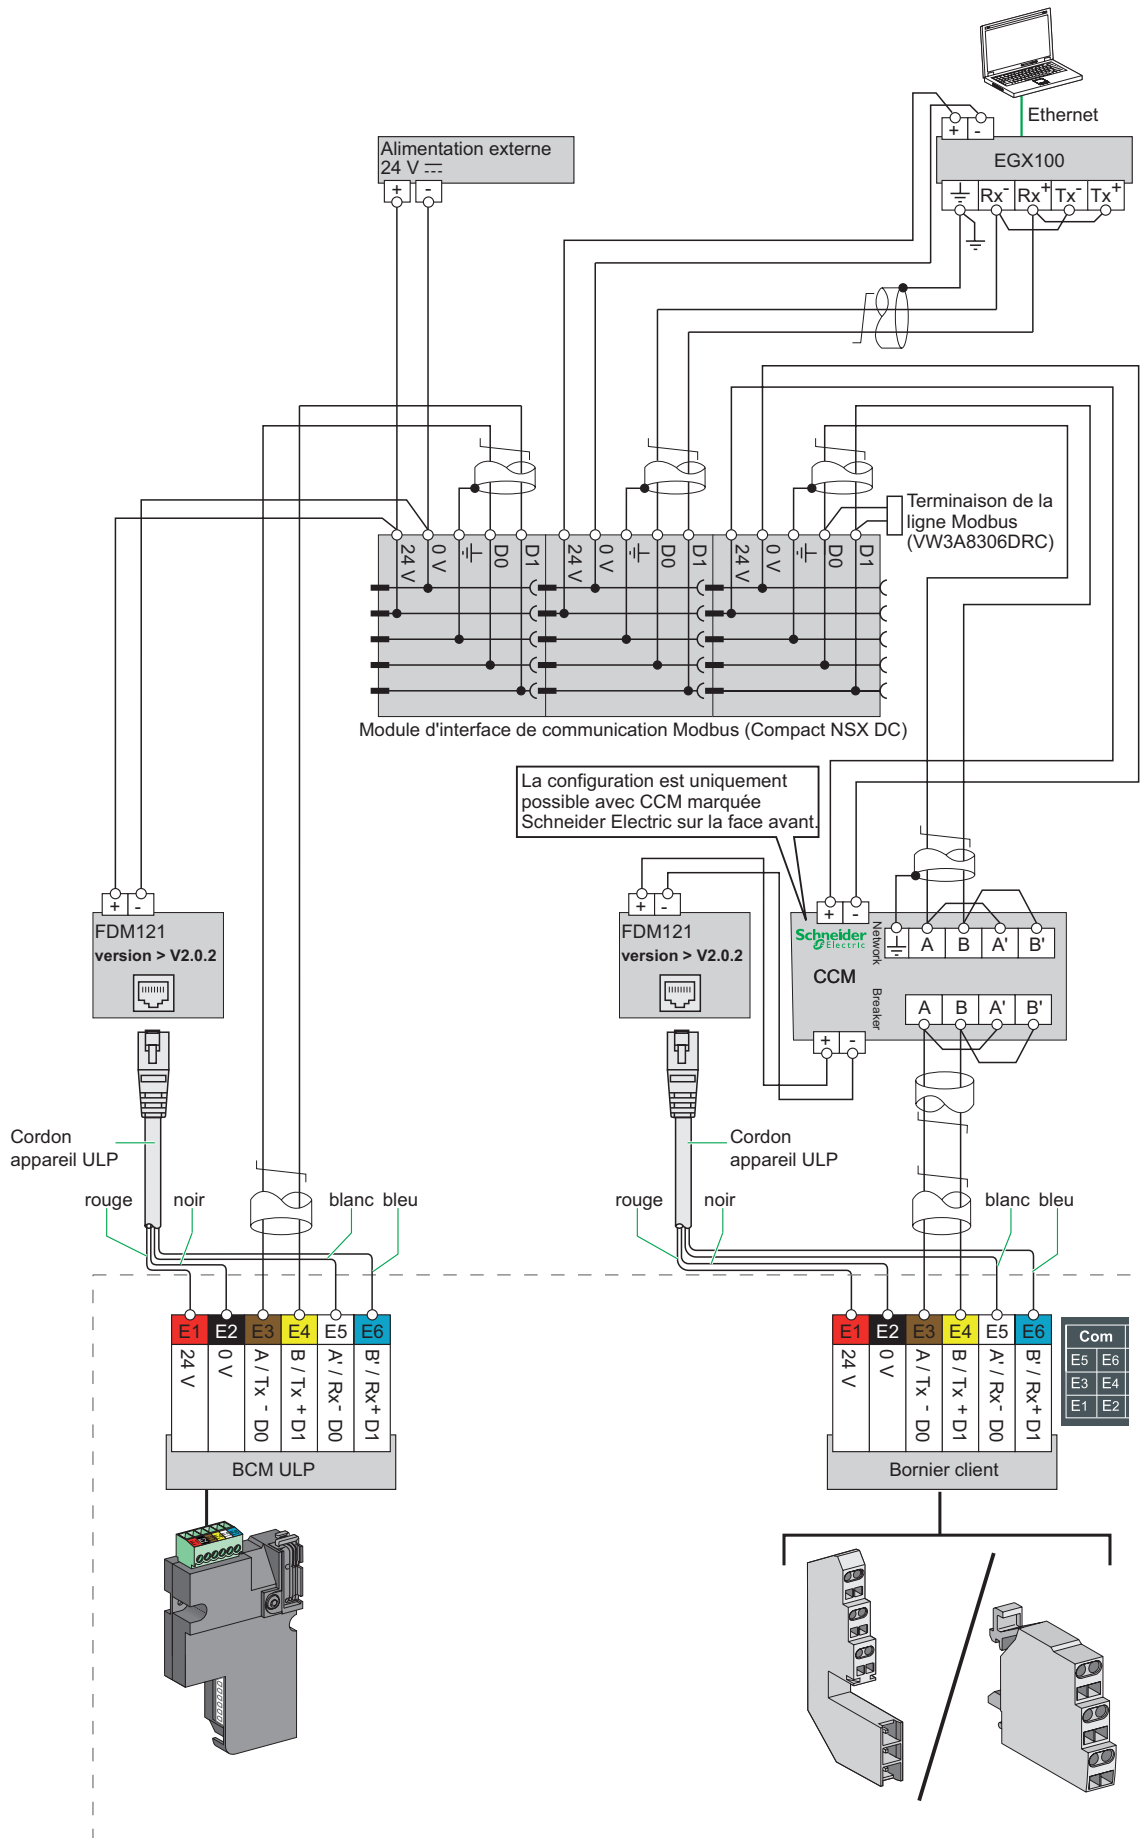 Ethernet
+ -
EGX100
Rx- Rx+ Tx- Tx+
Alimentation externe
24 V
+ -
Terminaison de la
ligne Modbus
(VW3A8306DRC)
24 V 0 V D0 D1 24 V 0 V D0 D1 24 V 0 V D0 D1
Module d'interface de communication Modbus (Compact NSX DC)
La configuration est uniquement
possible avec CCM marquée
Schneider Electric sur la face avant.
+ -
FDM121
version > V2.0.2
+ -
FDM121
version > V2.0.2
+ -
Schneider
Electric
CCM
Network
A B A' B'
Breaker
A B A' B'
+ -
Cordon
appareil ULP
rouge noir blanc bleu
Cordon
appareil ULP
rouge noir blanc bleu
E1 E2 E3 E4 E5 E6
24 V
0 V
A / Tx - D0
B / Tx + D1
A' / Rx - D0
B' / Rx + D1
BCM ULP
E1 E2 E3 E4 E5 E6
24 V
0 V
A / Tx - D0
B / Tx + D1
A' / Rx - D0
B' / Rx + D1
Bornier client
Com
E5 E6
E3 E4
E1 E2